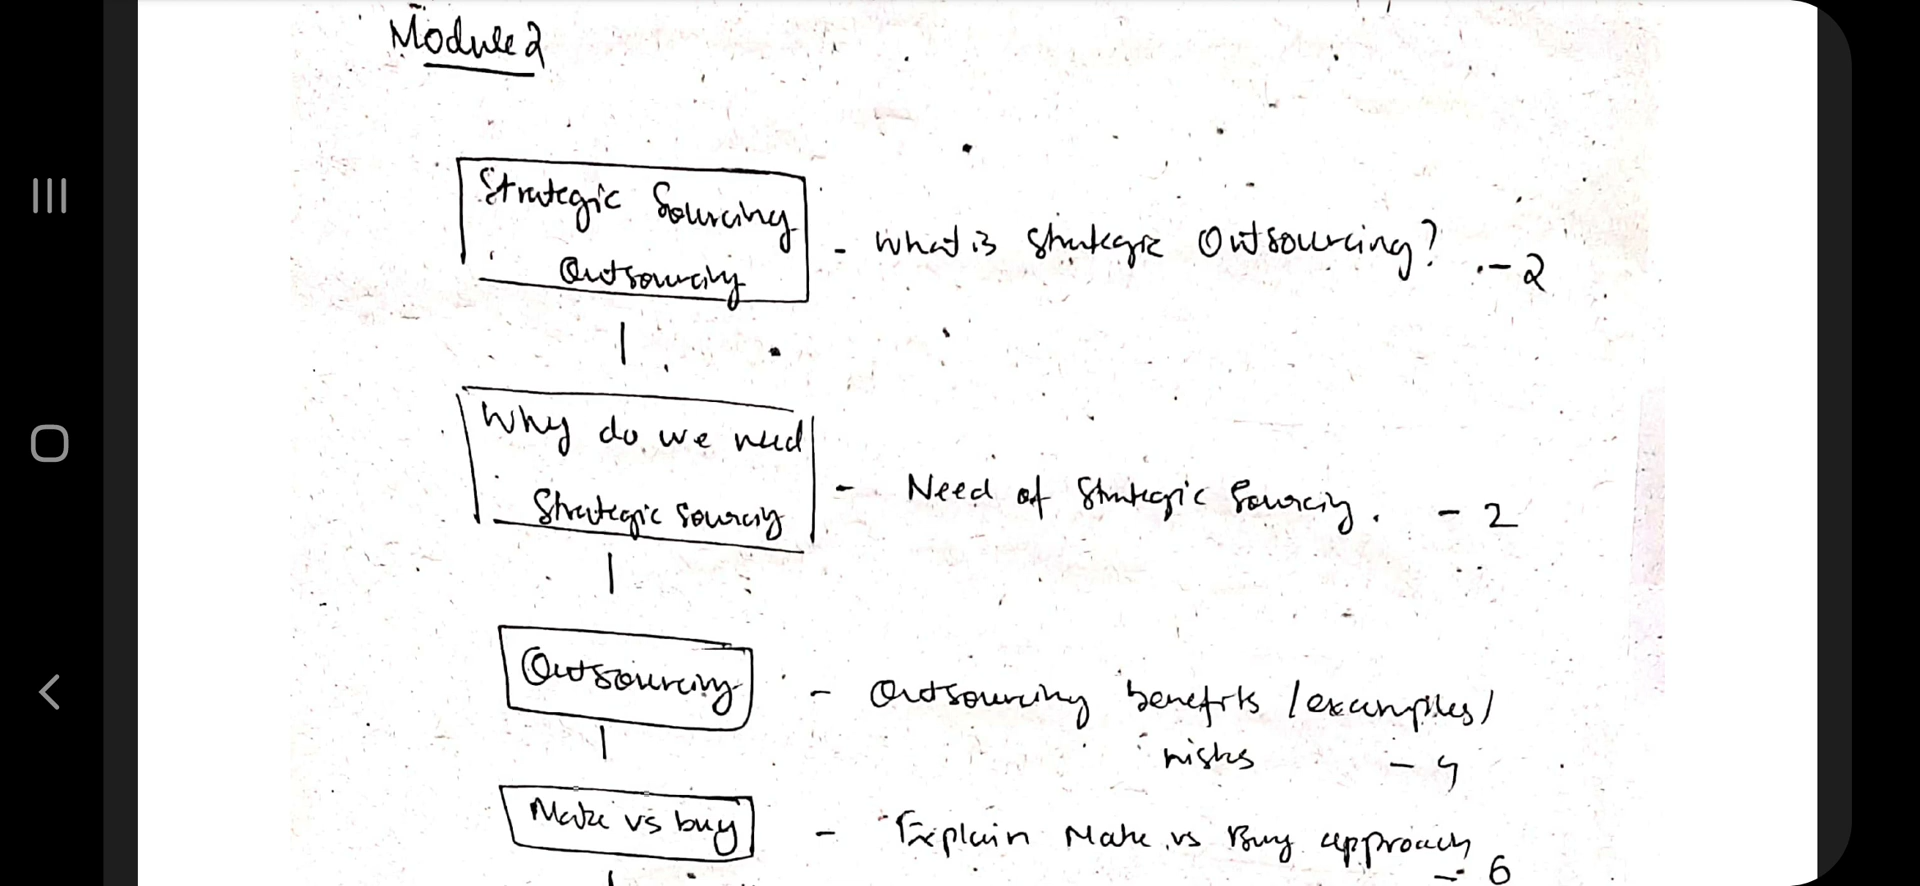 Module 2
Strategic Sourcing
Outsourcing
- What is Strategic Outsourcing? - 2
Why do we need
Strategic sourcing
- Need of Strategic Sourcing. - 2
Outsourcing
- Outsourcing benefits / examples /
risks - 4
Make vs buy
- Explain Make vs Buy approach
- 6